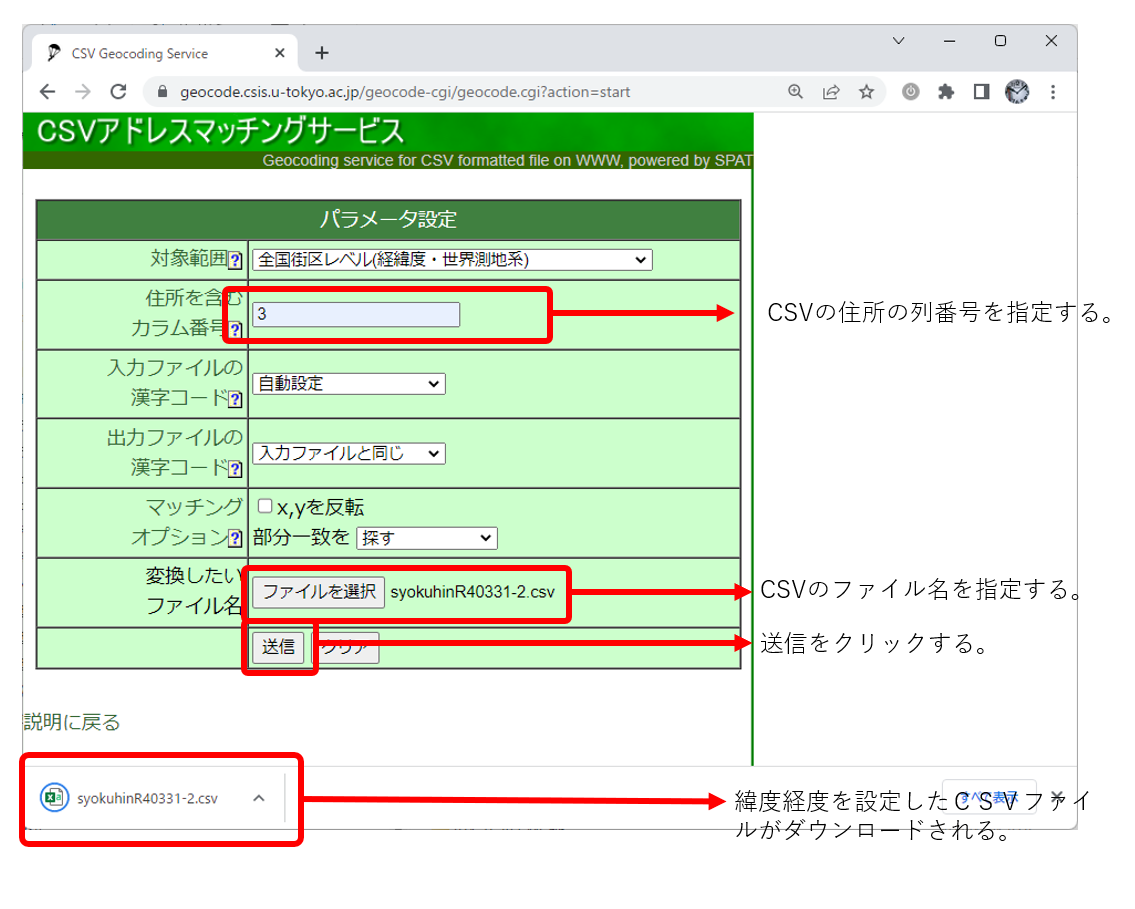 CSV Geocoding Service
geocode.csis.u-tokyo.ac.jp/geocode-cgi/geocode.cgi?action=start
CSVアドレスマッチングサービス
Geocoding service for CSV formatted file on WWW, powered by SPAT
パラメータ設定
対象範囲? 全国街区レベル(経緯度・世界測地系)
住所を含む
カラム番号?
3
CSVの住所の列番号を指定する。
入力ファイルの
漢字コード?
自動設定
出力ファイルの
漢字コード?
入力ファイルと同じ
マッチング
オプション?
x,yを反転
部分一致を 探す
変換したい
ファイル名
ファイルを選択 syokuhinR40331-2.csv
CSVのファイル名を指定する。
送信 クリア
送信をクリックする。
説明に戻る
syokuhinR40331-2.csv
すべて表示
緯度経度を設定したＣＳＶファイ
ルがダウンロードされる。